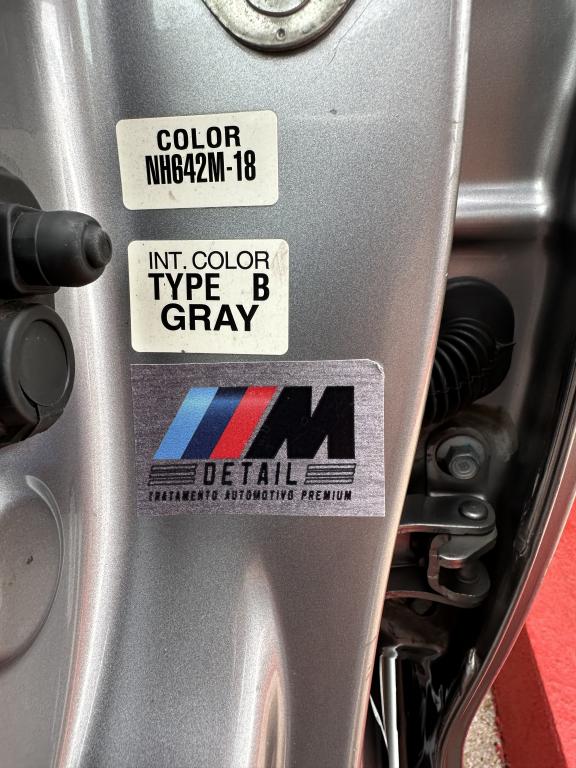 COLOR
NH642M-18
INT. COLOR
TYPE B
GRAY
M
DETAIL
TRATAMENTO AUTOMOTIVO PREMIUM